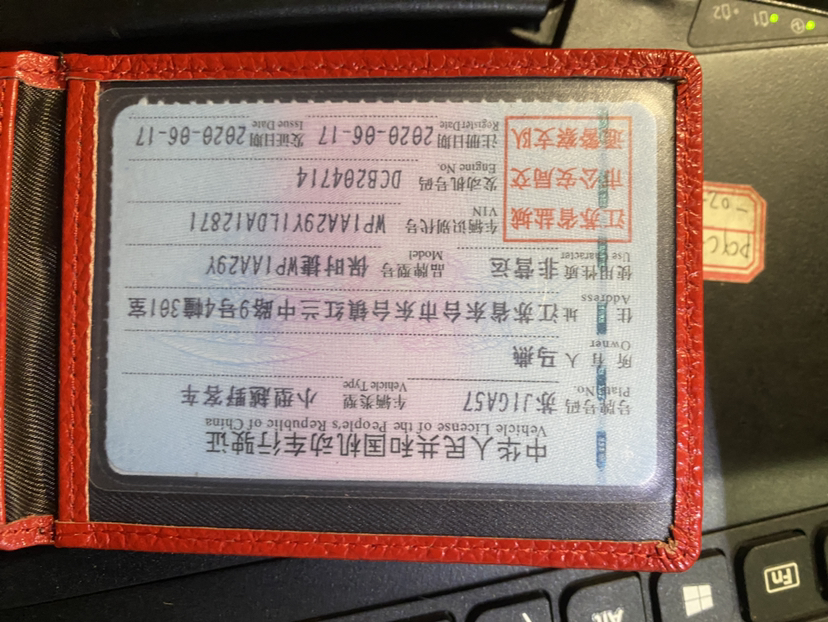 中华人民共和国机动车行驶证
Vehicle License of the People's Republic of China
号牌号码 苏J1GA57 车辆类型 小型越野客车
Plate No. Vehicle Type
所有人 马燕
Owner
住址 江苏省东台市东台镇红兰中路9号4幢301室
Address
使用性质 非营运 品牌型号 保时捷WP1AA29Y
Use Character Model
江苏省盐城市公安局交通警察支队
车辆识别代号 WP1AA29Y1LDA12871
VIN
发动机号码 DCB204714
Engine No.
注册日期 2020-06-17 发证日期 2020-06-17
Register Date Issue Date
Fn
Alt